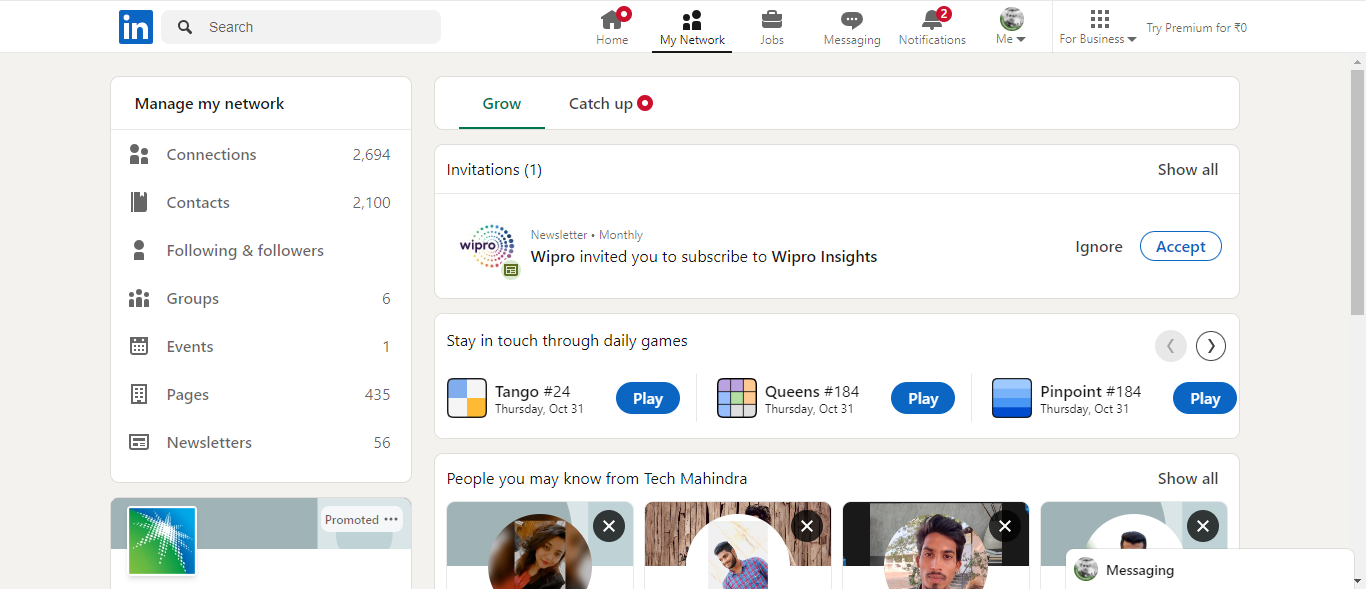 in
Search
Home
My Network
Jobs
Messaging
2
Notifications
Me
For Business
Try Premium for ₹0
Manage my network
Connections 2,694
Contacts 2,100
Following & followers
Groups 6
Events 1
Pages 435
Newsletters 56
Promoted
Grow
Catch up
Invitations (1)
Show all
wipro
Newsletter • Monthly
Wipro invited you to subscribe to Wipro Insights
Ignore
Accept
Stay in touch through daily games
Tango #24
Thursday, Oct 31
Play
Queens #184
Thursday, Oct 31
Play
Pinpoint #184
Thursday, Oct 31
Play
People you may know from Tech Mahindra
Show all
Messaging